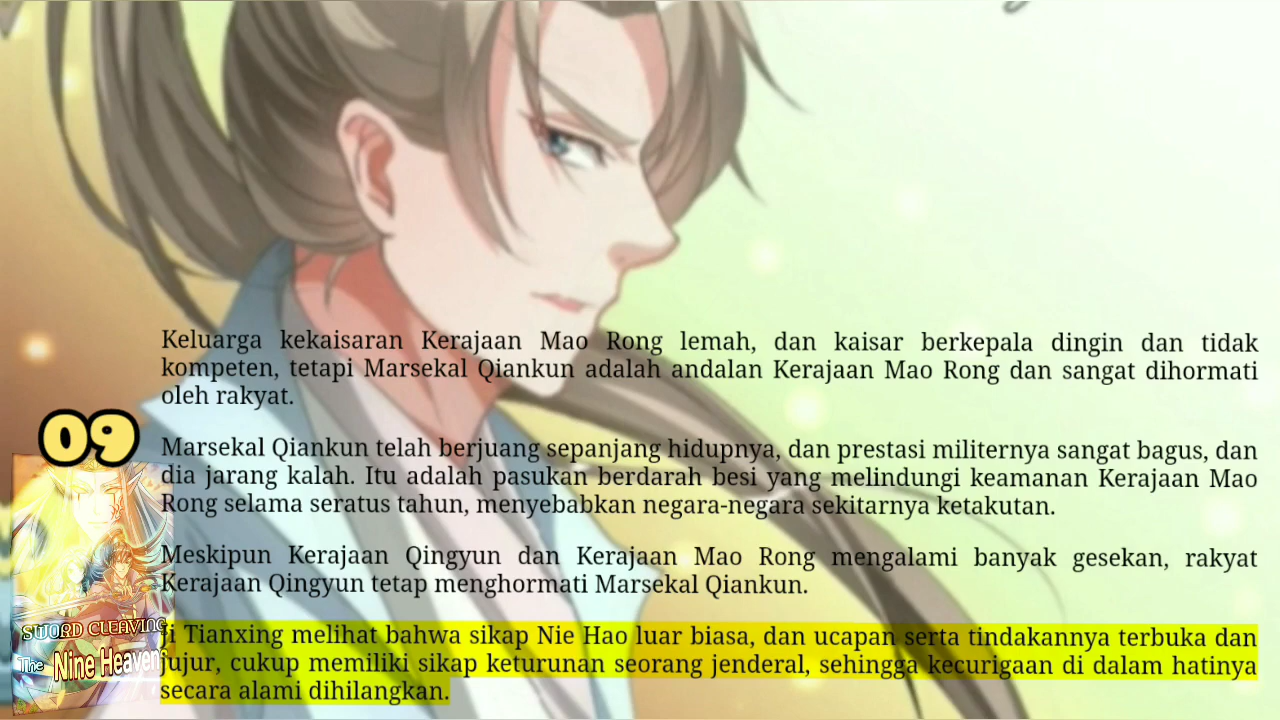 Keluarga kekaisaran Kerajaan Mao Rong lemah, dan kaisar berkepala dingin dan tidak
kompeten, tetapi Marsekal Qiankun adalah andalan Kerajaan Mao Rong dan sangat dihormati
oleh rakyat.
Marsekal Qiankun telah berjuang sepanjang hidupnya, dan prestasi militernya sangat bagus, dan
dia jarang kalah. Itu adalah pasukan berdarah besi yang melindungi keamanan Kerajaan Mao
Rong selama seratus tahun, menyebabkan negara-negara sekitarnya ketakutan.
Meskipun Kerajaan Qingyun dan Kerajaan Mao Rong mengalami banyak gesekan, rakyat
Kerajaan Qingyun tetap menghormati Marsekal Qiankun.
Ji Tianxing melihat bahwa sikap Nie Hao luar biasa, dan ucapan serta tindakannya terbuka dan
jujur, cukup memiliki sikap keturunan seorang jenderal, sehingga kecurigaan di dalam hatinya
secara alami dihilangkan.
09
SWORD CLEAVING
The Nine Heaven